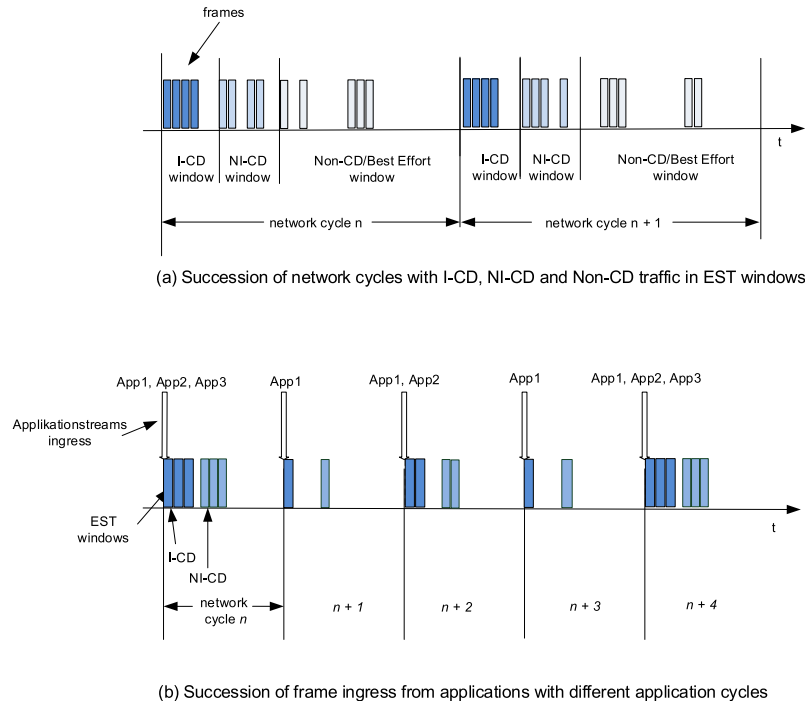 frames
t
I-CD
window
NI-CD
window
Non-CD/Best Effort
window
I-CD
window
NI-CD
window
Non-CD/Best Effort
window
network cycle n
network cycle n + 1
(a) Succession of network cycles with I-CD, NI-CD and Non-CD traffic in EST windows
App1, App2, App3
App1
App1, App2
App1
App1, App2, App3
Applikationstreams
ingress
EST
windows
t
I-CD
NI-CD
network
cycle n
n + 1
n + 2
n + 3
n + 4
(b) Succession of frame ingress from applications with different application cycles